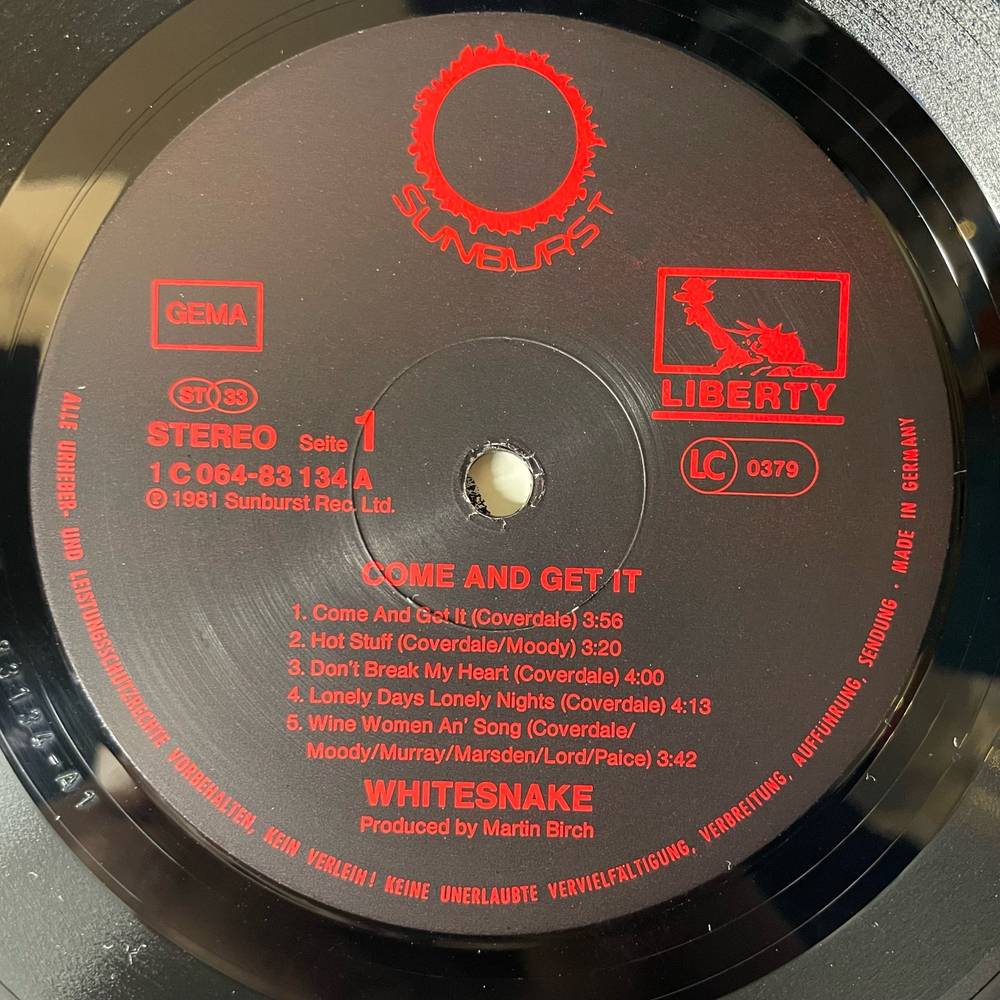 SUNBURST
GEMA
LIBERTY
ST 33
STEREO Seite 1
LC 0379
1 C 064-83 134 A
℗ 1981 Sunburst Rec. Ltd.
COME AND GET IT
1. Come And Get It (Coverdale) 3:56
2. Hot Stuff (Coverdale/Moody) 3:20
3. Don't Break My Heart (Coverdale) 4:00
4. Lonely Days Lonely Nights (Coverdale) 4:13
5. Wine Women An' Song (Coverdale/
Moody/Murray/Marsden/Lord/Paice) 3:42
WHITESNAKE
Produced by Martin Birch
ALLE URHEBER- UND LEISTUNGSSCHUTZRECHTE VORBEHALTEN, KEIN VERLEIH! KEINE UNERLAUBTE VERVIELFÄLTIGUNG, VERBREITUNG, AUFFÜHRUNG, SENDUNG · MADE IN GERMANY
83134-A1